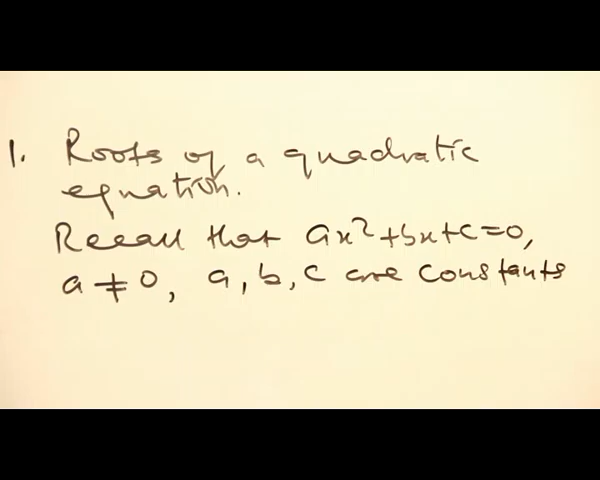 1. Roots of a quadratic
equation.
Recall that ax²+bx+c=0,
a≠0, a,b,c are constants